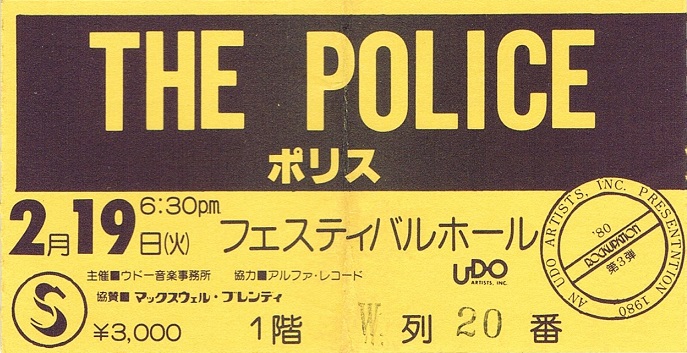 THE POLICE
ポリス
2月19日(火) 6:30pm フェスティバルホール
主催■ウドー音楽事務所 協力■アルファ・レコード
UDO
ARTISTS, INC.
協賛■マックスウェル・ブレンディ
¥3,000 1階 W 列 20 番
AN UDO ARTISTS, INC. PRESENTNTION 1980
'80
ROCKUPATION
第3弾